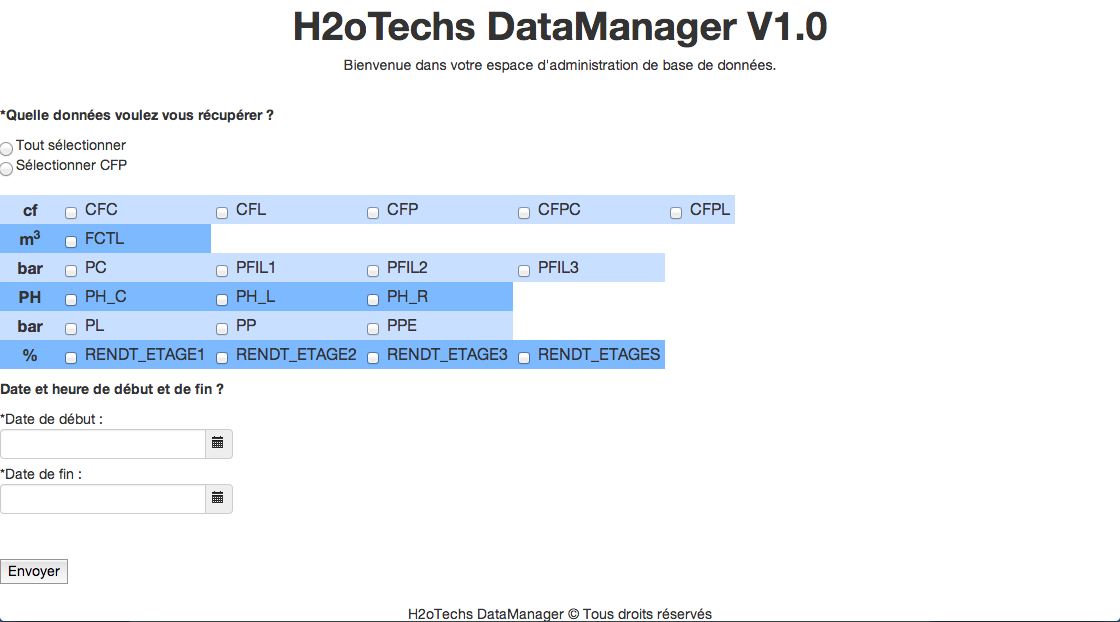 H2oTechs DataManager V1.0
Bienvenue dans votre espace d'administration de base de données.
*Quelle données voulez vous récupérer ?
Tout sélectionner
Sélectionner CFP
cf CFC CFL CFP CFPC CFPL
m³ FCTL
bar PC PFIL1 PFIL2 PFIL3
PH PH_C PH_L PH_R
bar PL PP PPE
% RENDT_ETAGE1 RENDT_ETAGE2 RENDT_ETAGE3 RENDT_ETAGES
Date et heure de début et de fin ?
*Date de début :
*Date de fin :
Envoyer
H2oTechs DataManager © Tous droits réservés